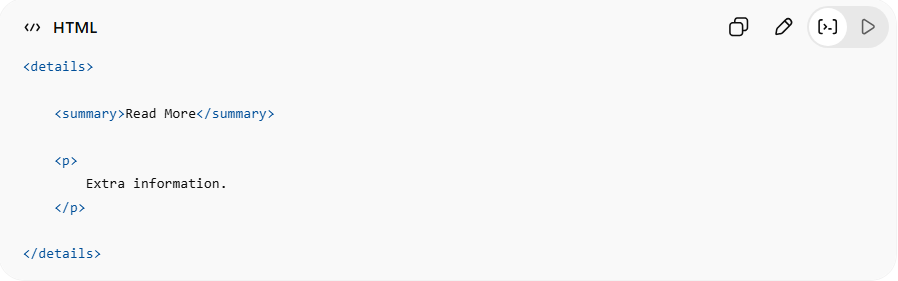 HTML
<details>
<summary>Read More</summary>
<p>
Extra information.
</p>
</details>